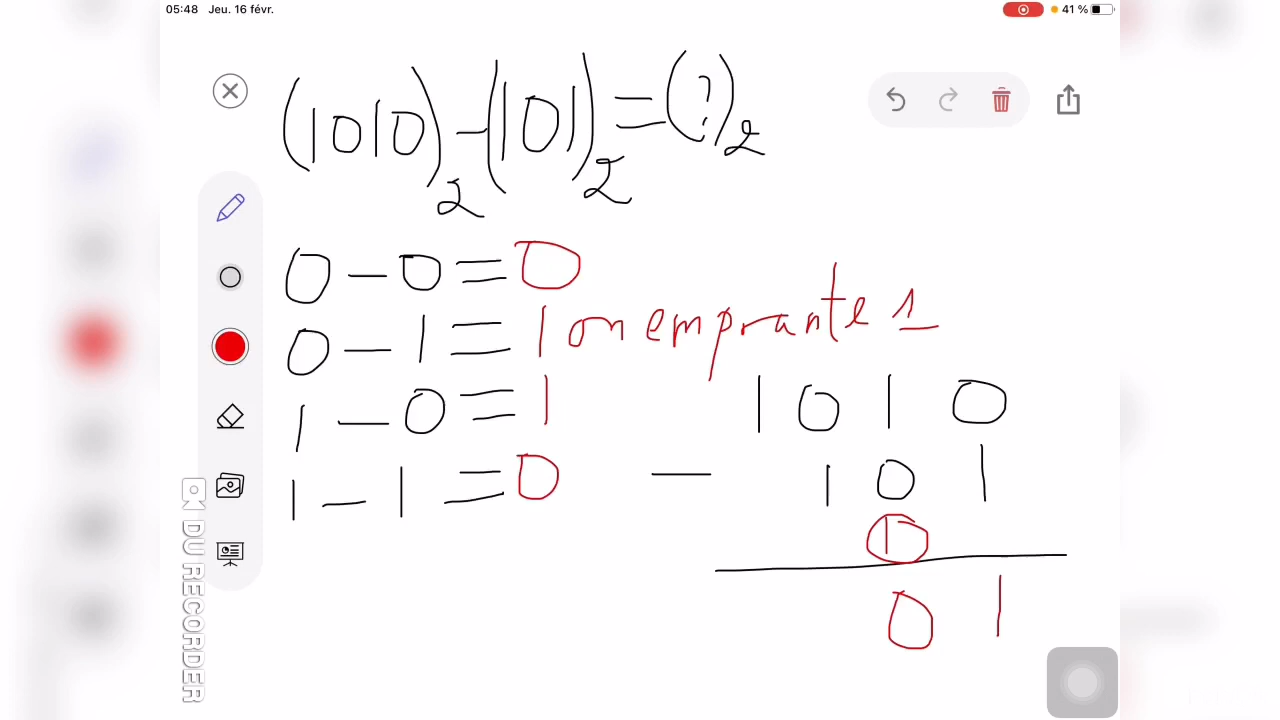 05:48 Jeu. 16 févr. 41 %
(1010)₂ - (101)₂ = (?)₂
0 - 0 = 0
0 - 1 = 1 on emprante 1
1 - 0 = 1
1 - 1 = 0
1 0 1 0
- 1 0 1
1
0 1
DU RECORDER